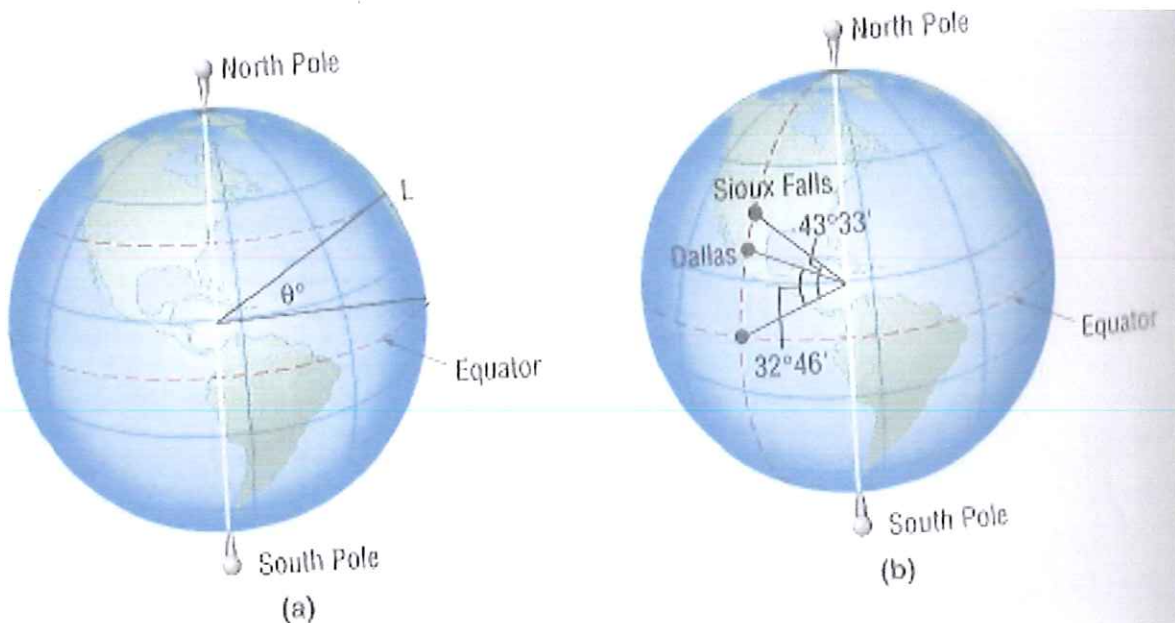 North Pole
L
θ°
Equator
South Pole
(a)
North Pole
Sioux Falls
43°33'
Dallas
Equator
32°46'
South Pole
(b)